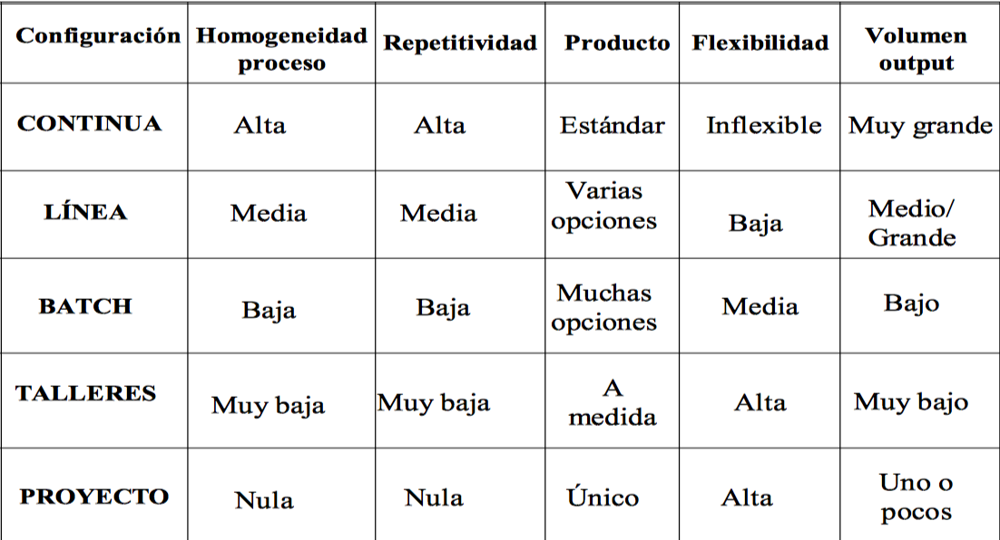 Configuración Homogeneidad proceso Repetitividad Producto Flexibilidad Volumen output
CONTINUA Alta Alta Estándar Inflexible Muy grande
LÍNEA Media Media Varias opciones Baja Medio/ Grande
BATCH Baja Baja Muchas opciones Media Bajo
TALLERES Muy baja Muy baja A medida Alta Muy bajo
PROYECTO Nula Nula Único Alta Uno o pocos